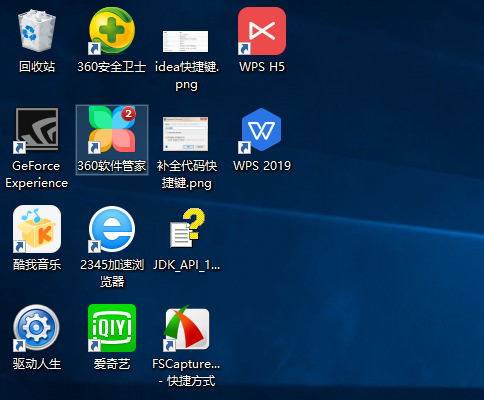 回收站
360安全卫士
idea快捷键.
png
WPS H5
GeForce
Experience
2
360软件管家
补全代码快
捷键.png
WPS 2019
酷我音乐
2345加速浏
览器
JDK_API_1...
驱动人生
iQIYI
爱奇艺
FSCapture...
- 快捷方式